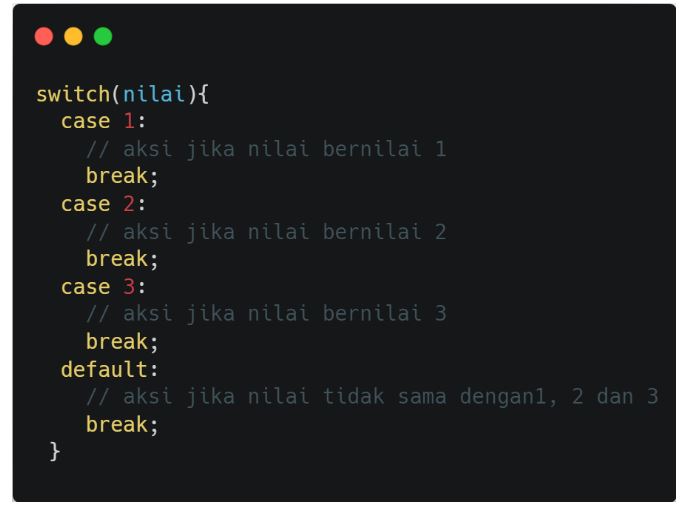 switch(nilai){
case 1:
// aksi jika nilai bernilai 1
break;
case 2:
// aksi jika nilai bernilai 2
break;
case 3:
// aksi jika nilai bernilai 3
break;
default:
// aksi jika nilai tidak sama dengan1, 2 dan 3
break;
}